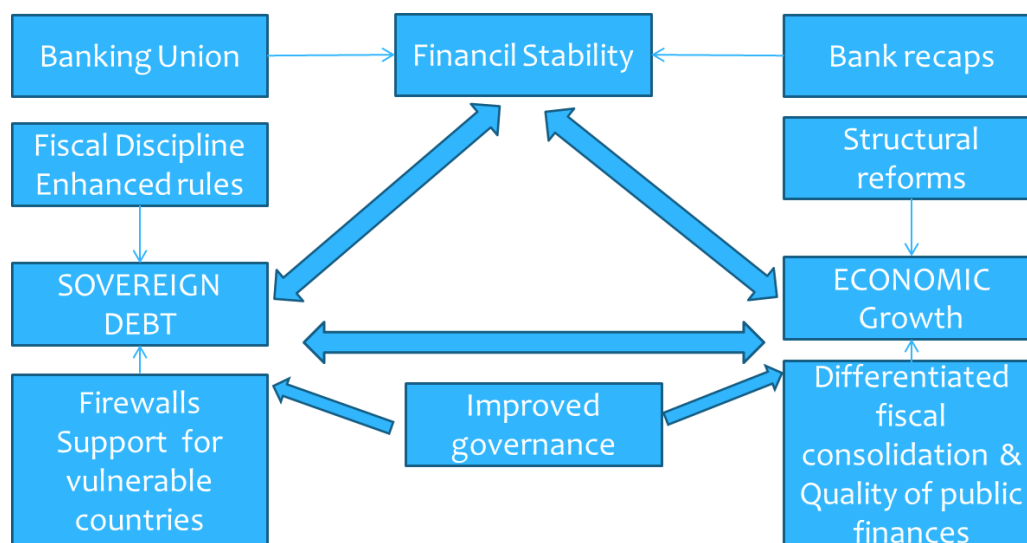 Banking Union
Financil Stability
Bank recaps
Fiscal Discipline
Enhanced rules
Structural
reforms
SOVEREIGN
DEBT
ECONOMIC
Growth
Firewalls
Support for
vulnerable
countries
Improved
governance
Differentiated
fiscal
consolidation &
Quality of public
finances